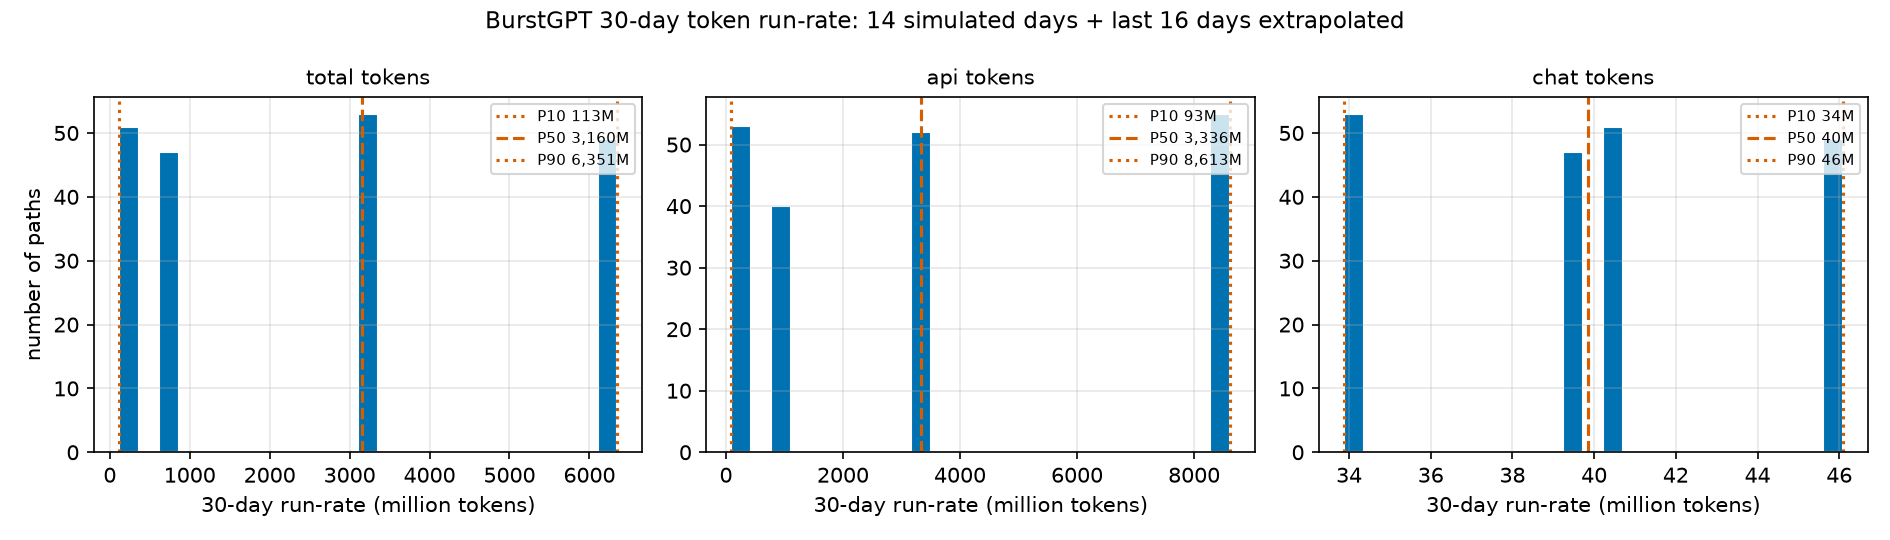 BurstGPT 30-day token run-rate: 14 simulated days + last 16 days extrapolated
total tokens
number of paths
50
40
30
20
10
0
P10 113M
P50 3,160M
P90 6,351M
0 1000 2000 3000 4000 5000 6000
30-day run-rate (million tokens)
api tokens
50
40
30
20
10
0
P10 93M
P50 3,336M
P90 8,613M
0 2000 4000 6000 8000
30-day run-rate (million tokens)
chat tokens
50
40
30
20
10
0
P10 34M
P50 40M
P90 46M
34 36 38 40 42 44 46
30-day run-rate (million tokens)